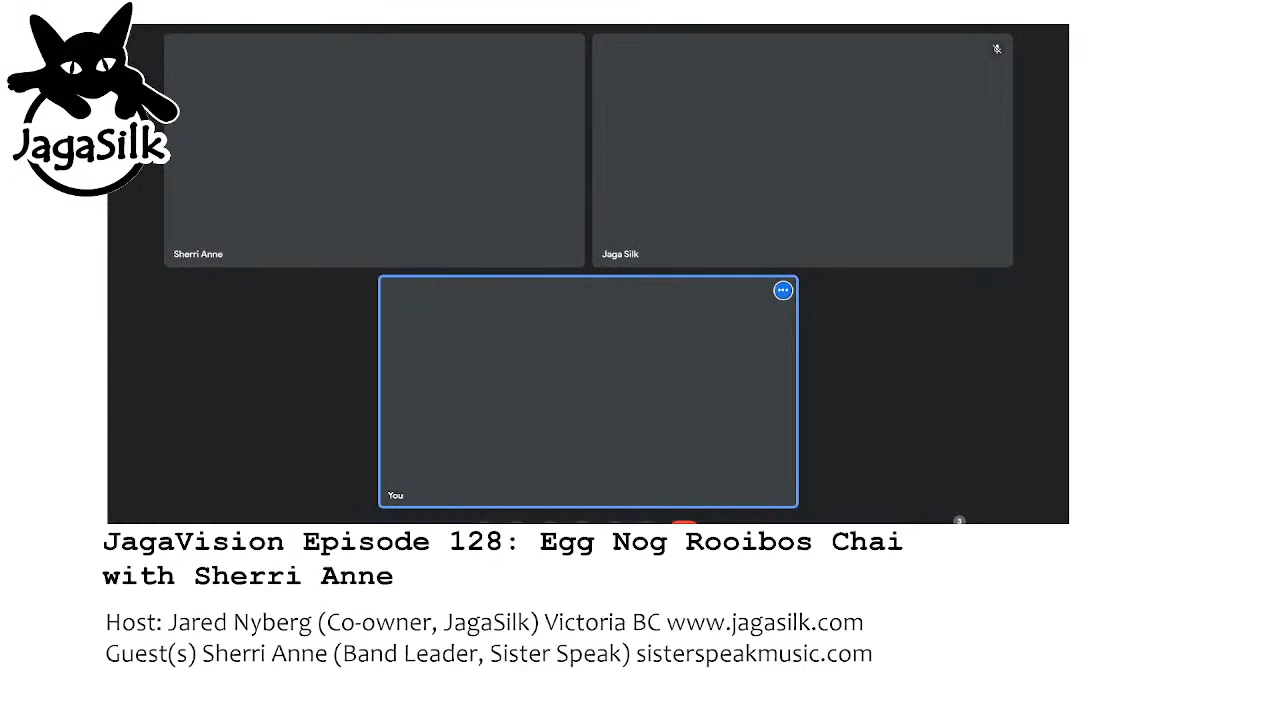 JagaSilk
Sherri Anne
Jaga Silk
You
3
JagaVision Episode 128: Egg Nog Rooibos Chai
with Sherri Anne
Host: Jared Nyberg (Co-owner, JagaSilk) Victoria BC www.jagasilk.com
Guest(s) Sherri Anne (Band Leader, Sister Speak) sisterspeakmusic.com